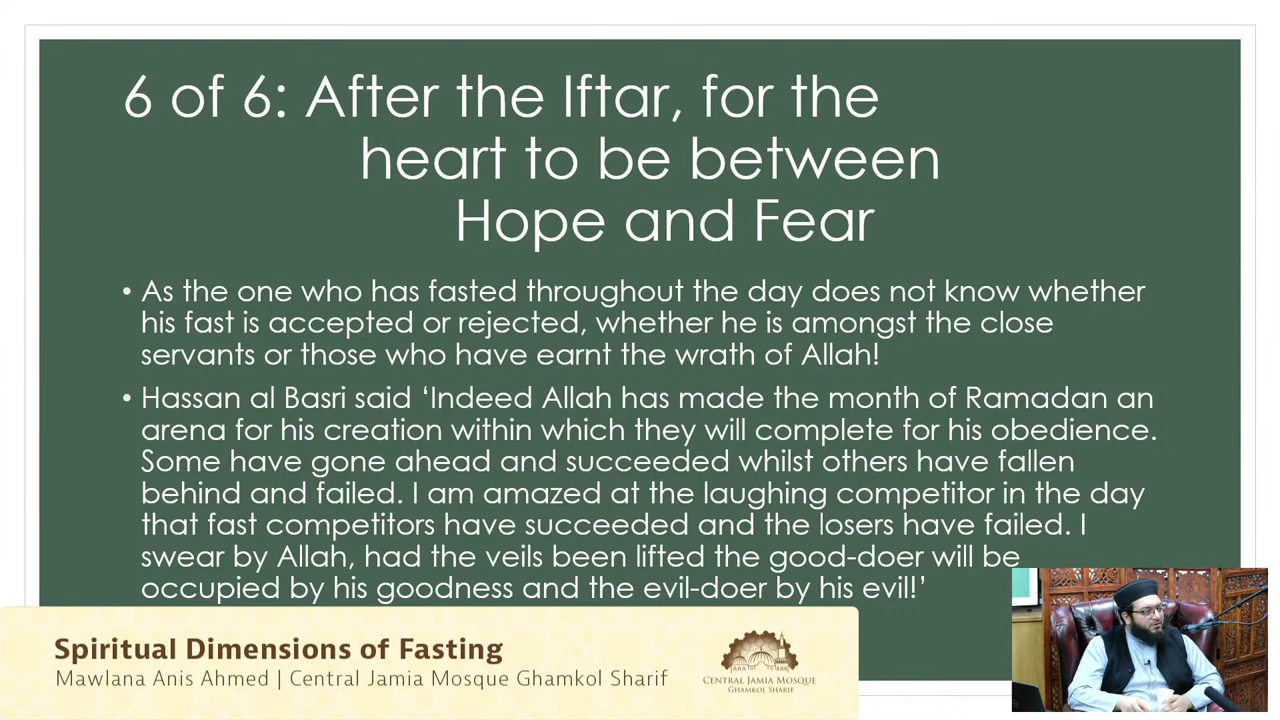 6 of 6: After the Iftar, for the
heart to be between
Hope and Fear
• As the one who has fasted throughout the day does not know whether
his fast is accepted or rejected, whether he is amongst the close
servants or those who have earnt the wrath of Allah!
• Hassan al Basri said ‘Indeed Allah has made the month of Ramadan an
arena for his creation within which they will complete for his obedience.
Some have gone ahead and succeeded whilst others have fallen
behind and failed. I am amazed at the laughing competitor in the day
that fast competitors have succeeded and the losers have failed. I
swear by Allah, had the veils been lifted the good-doer will be
occupied by his goodness and the evil-doer by his evil!’
Spiritual Dimensions of Fasting
Mawlana Anis Ahmed | Central Jamia Mosque Ghamkol Sharif
CENTRAL JAMIA MOSQUE
GHAMKOL SHARIF